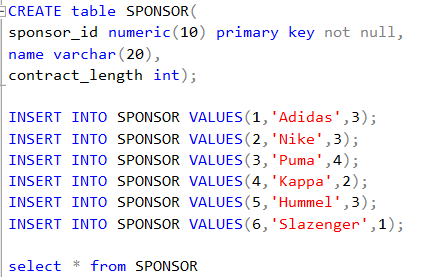 CREATE table SPONSOR(
sponsor_id numeric(10) primary key not null,
name varchar(20),
contract_length int);
INSERT INTO SPONSOR VALUES(1,'Adidas',3);
INSERT INTO SPONSOR VALUES(2,'Nike',3);
INSERT INTO SPONSOR VALUES(3,'Puma',4);
INSERT INTO SPONSOR VALUES(4,'Kappa',2);
INSERT INTO SPONSOR VALUES(5,'Hummel',3);
INSERT INTO SPONSOR VALUES(6,'Slazenger',1);
select * from SPONSOR